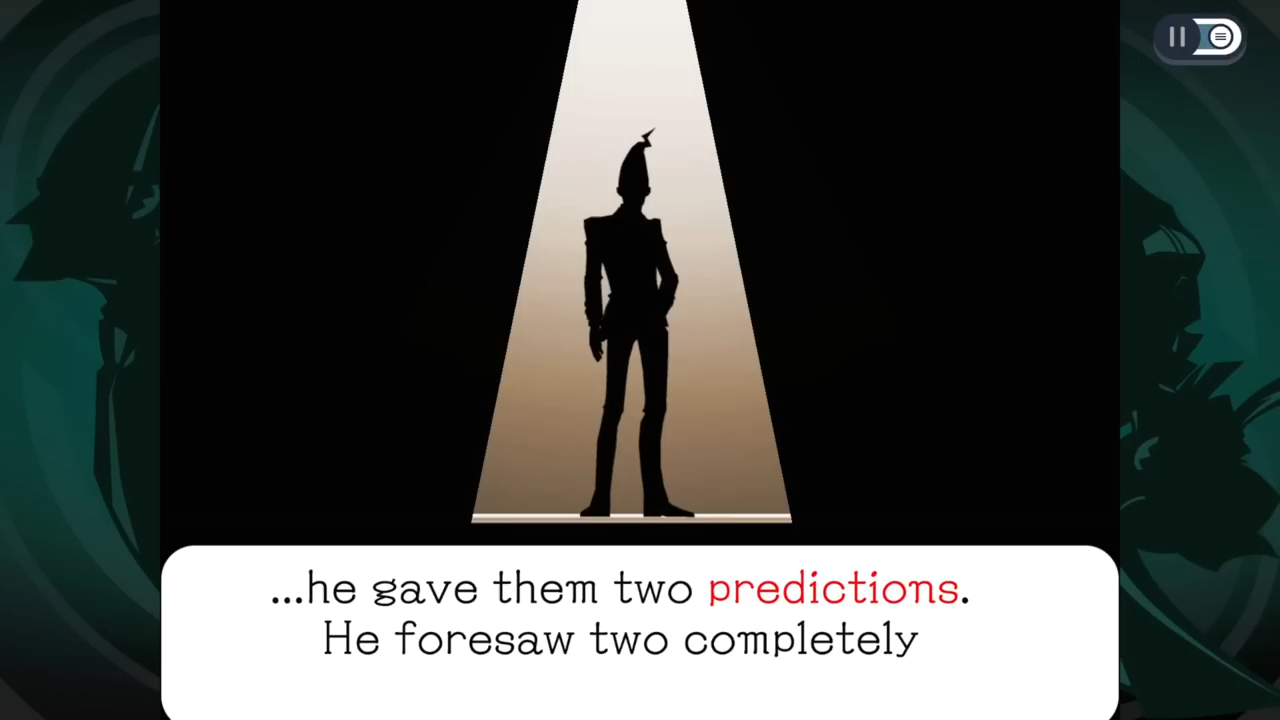 ...he gave them two predictions.
He foresaw two completely